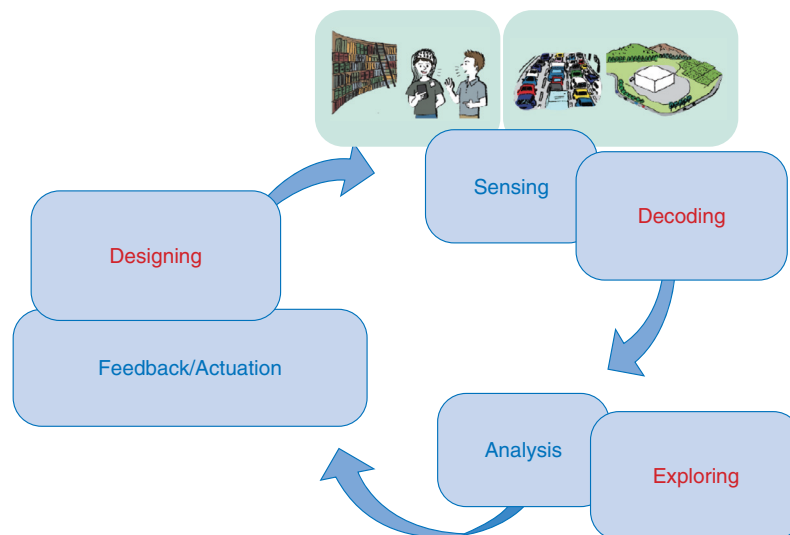 Sensing
Decoding
Designing
Feedback/Actuation
Analysis
Exploring